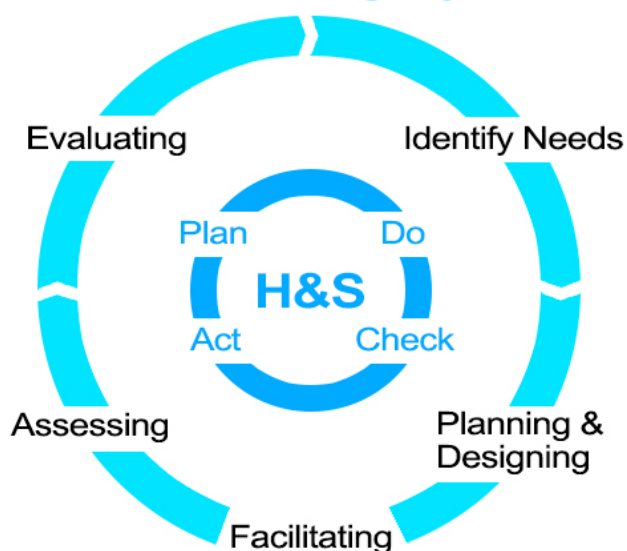 Evaluating
Identify Needs
Plan
Do
H&S
Act
Check
Assessing
Planning &
Designing
Facilitating